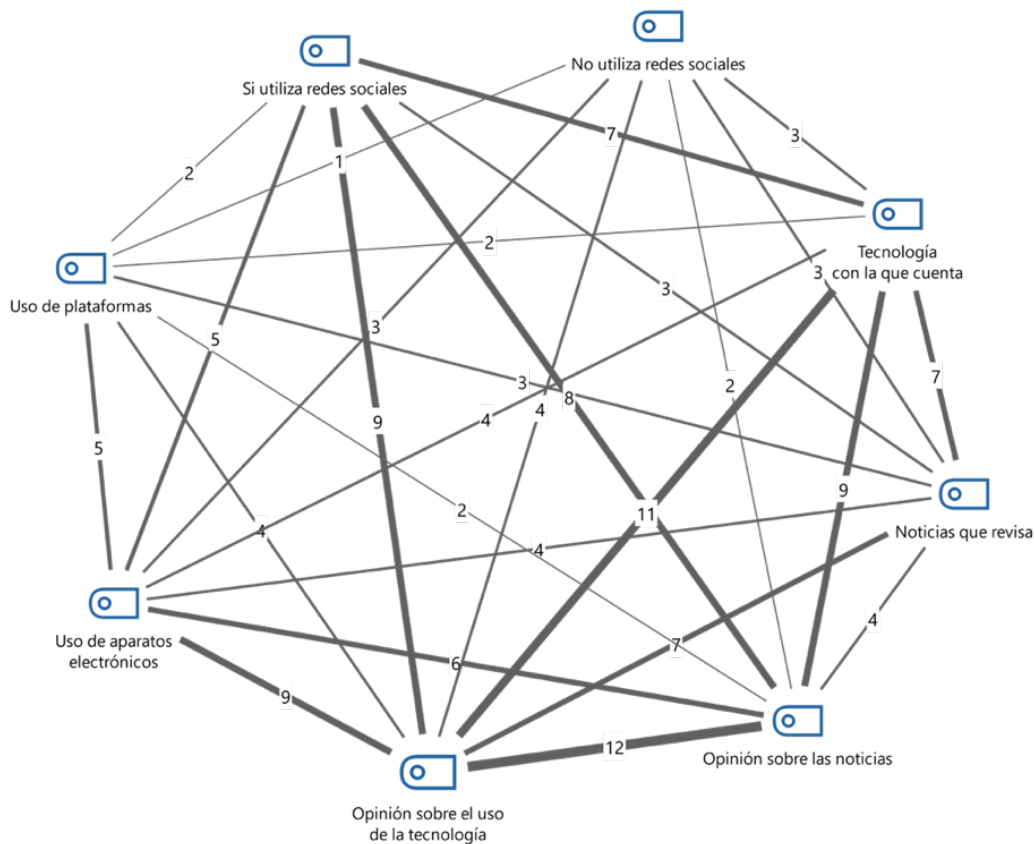 No utiliza redes sociales
Si utiliza redes sociales
7
3
1
2
Tecnología
con la que cuenta
2
3
3
Uso de plataformas
3
5
3
7
2
8
4
4
9
5
9
Noticias que revisa
2
11
4
4
Uso de aparatos
electrónicos
4
7
6
9
12
Opinión sobre las noticias
Opinión sobre el uso
de la tecnología